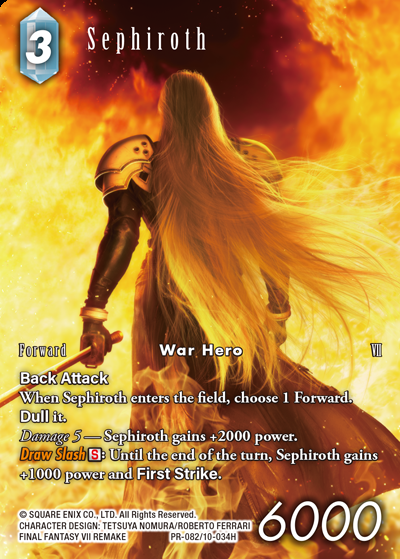 3
Sephiroth
Forward War Hero VII
Back Attack
When Sephiroth enters the field, choose 1 Forward.
Dull it.
Damage 5 — Sephiroth gains +2000 power.
Draw Slash S: Until the end of the turn, Sephiroth gains
+1000 power and First Strike.
© SQUARE ENIX CO., LTD. All Rights Reserved.
CHARACTER DESIGN: TETSUYA NOMURA/ROBERTO FERRARI
FINAL FANTASY VII REMAKE PR-082/10-034H
6000